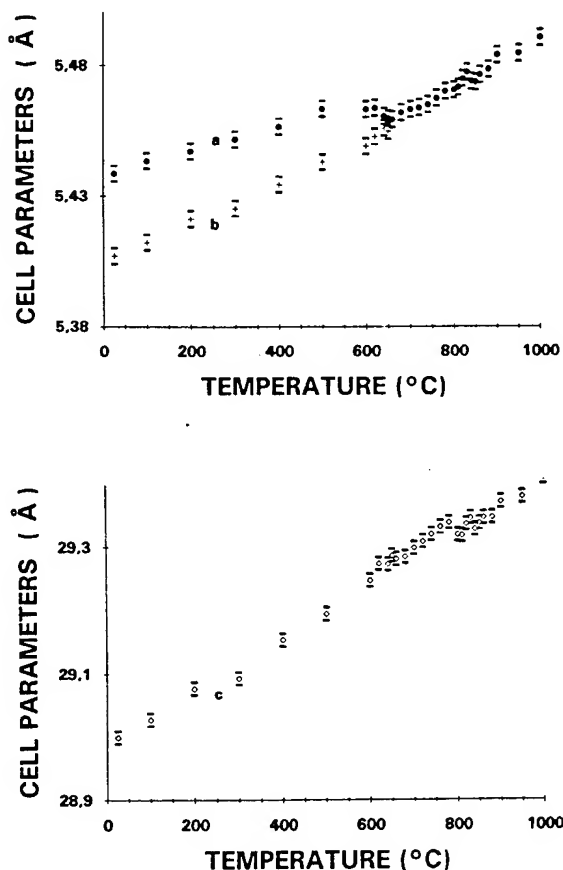 CELL PARAMETERS ( Å )
5,48
5,43
5,38
a
b
0 200 400 600 800 1000
TEMPERATURE (°C)
CELL PARAMETERS ( Å )
29.3
29.1
28.9
c
0 200 400 600 800 1000
TEMPERATURE (°C)